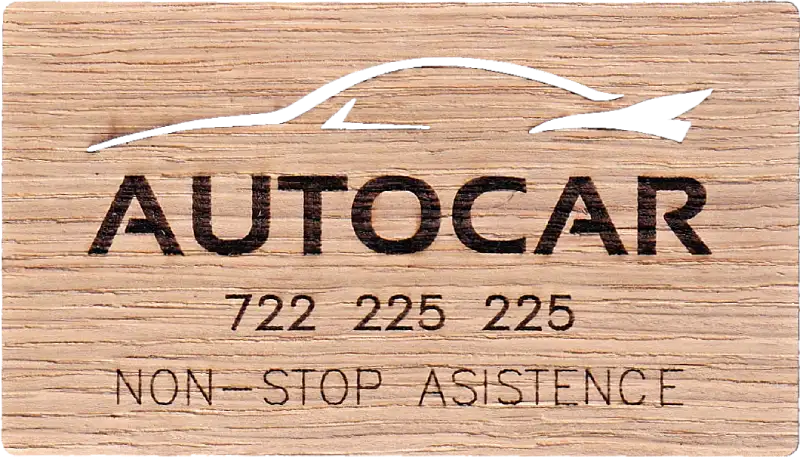 AUTOCAR
722 225 225
NON-STOP ASISTENCE